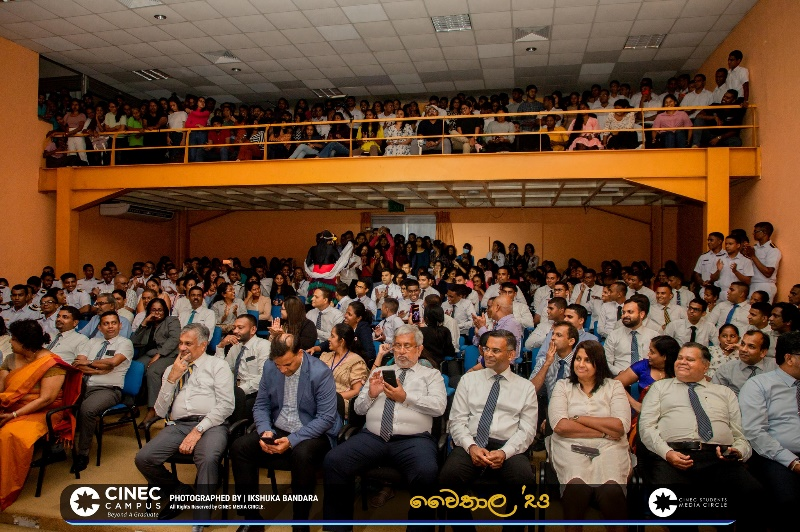 CINEC
CAMPUS
Beyond A Graduate
PHOTOGRAPHED BY | IKSHUKA BANDARA
All Rights Reserved by CINEC MEDIA CIRCLE
වෛතාල '23
CINEC STUDENTS
MEDIA CIRCLE